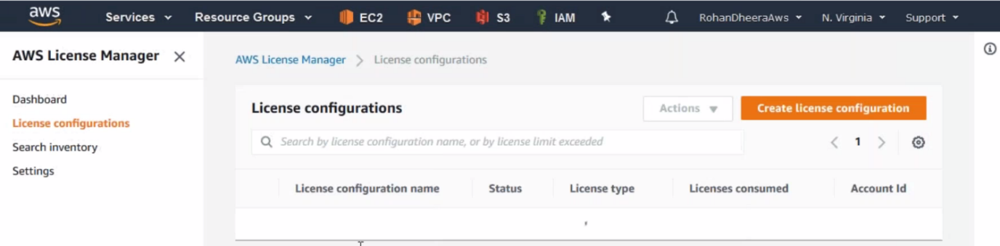 aws Services Resource Groups EC2 VPC S3 IAM RohanDheeraAws N. Virginia Support
AWS License Manager
AWS License Manager > License configurations
Dashboard
License configurations
Search inventory
Settings
License configurations Actions Create license configuration
Search by license configuration name, or by license limit exceeded 1
License configuration name Status License type Licenses consumed Account Id